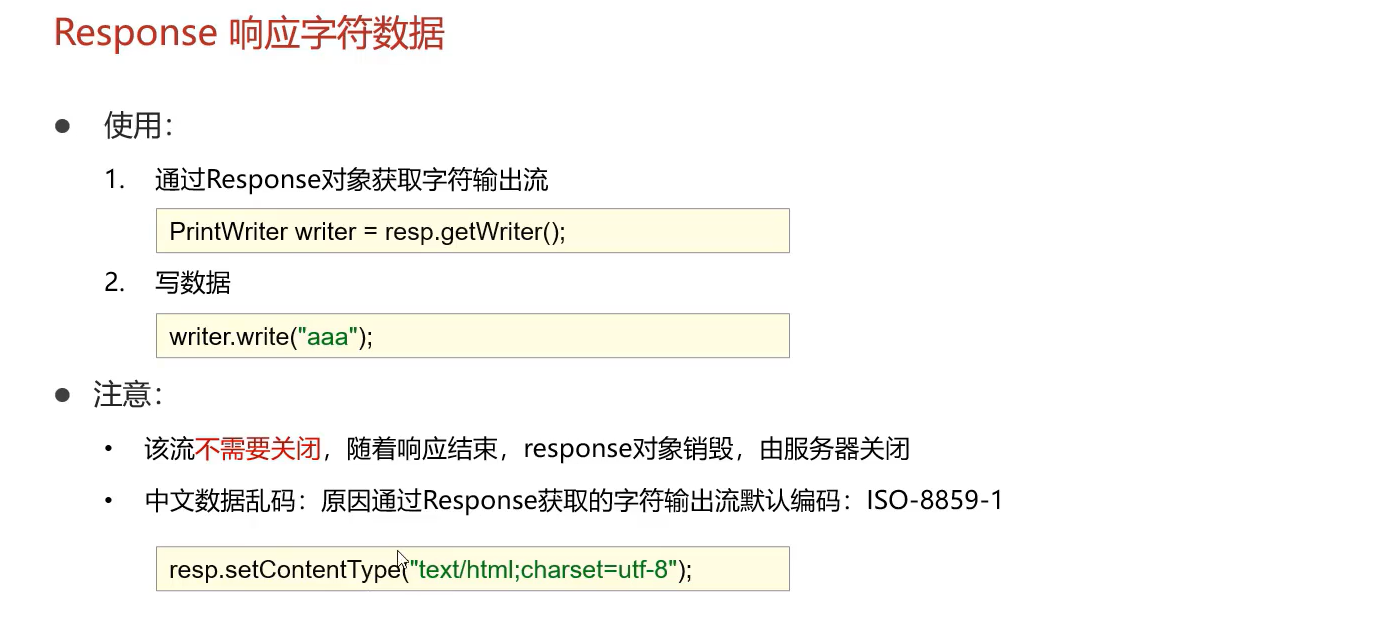 Response 响应字符数据
● 使用：
1. 通过Response对象获取字符输出流
PrintWriter writer = resp.getWriter();
2. 写数据
writer.write("aaa");
● 注意：
• 该流不需要关闭，随着响应结束，response对象销毁，由服务器关闭
• 中文数据乱码：原因通过Response获取的字符输出流默认编码：ISO-8859-1
resp.setContentType("text/html;charset=utf-8");